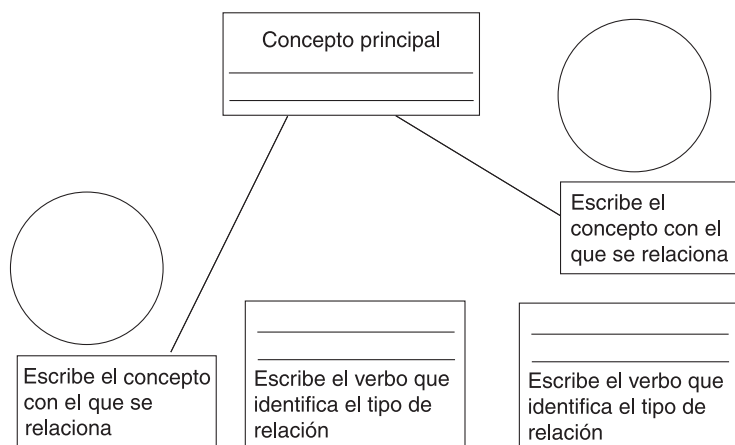 Concepto principal
Escribe el
concepto con el
que se relaciona
Escribe el concepto
con el que se
relaciona
Escribe el verbo que
identifica el tipo de
relación
Escribe el verbo que
identifica el tipo de
relación